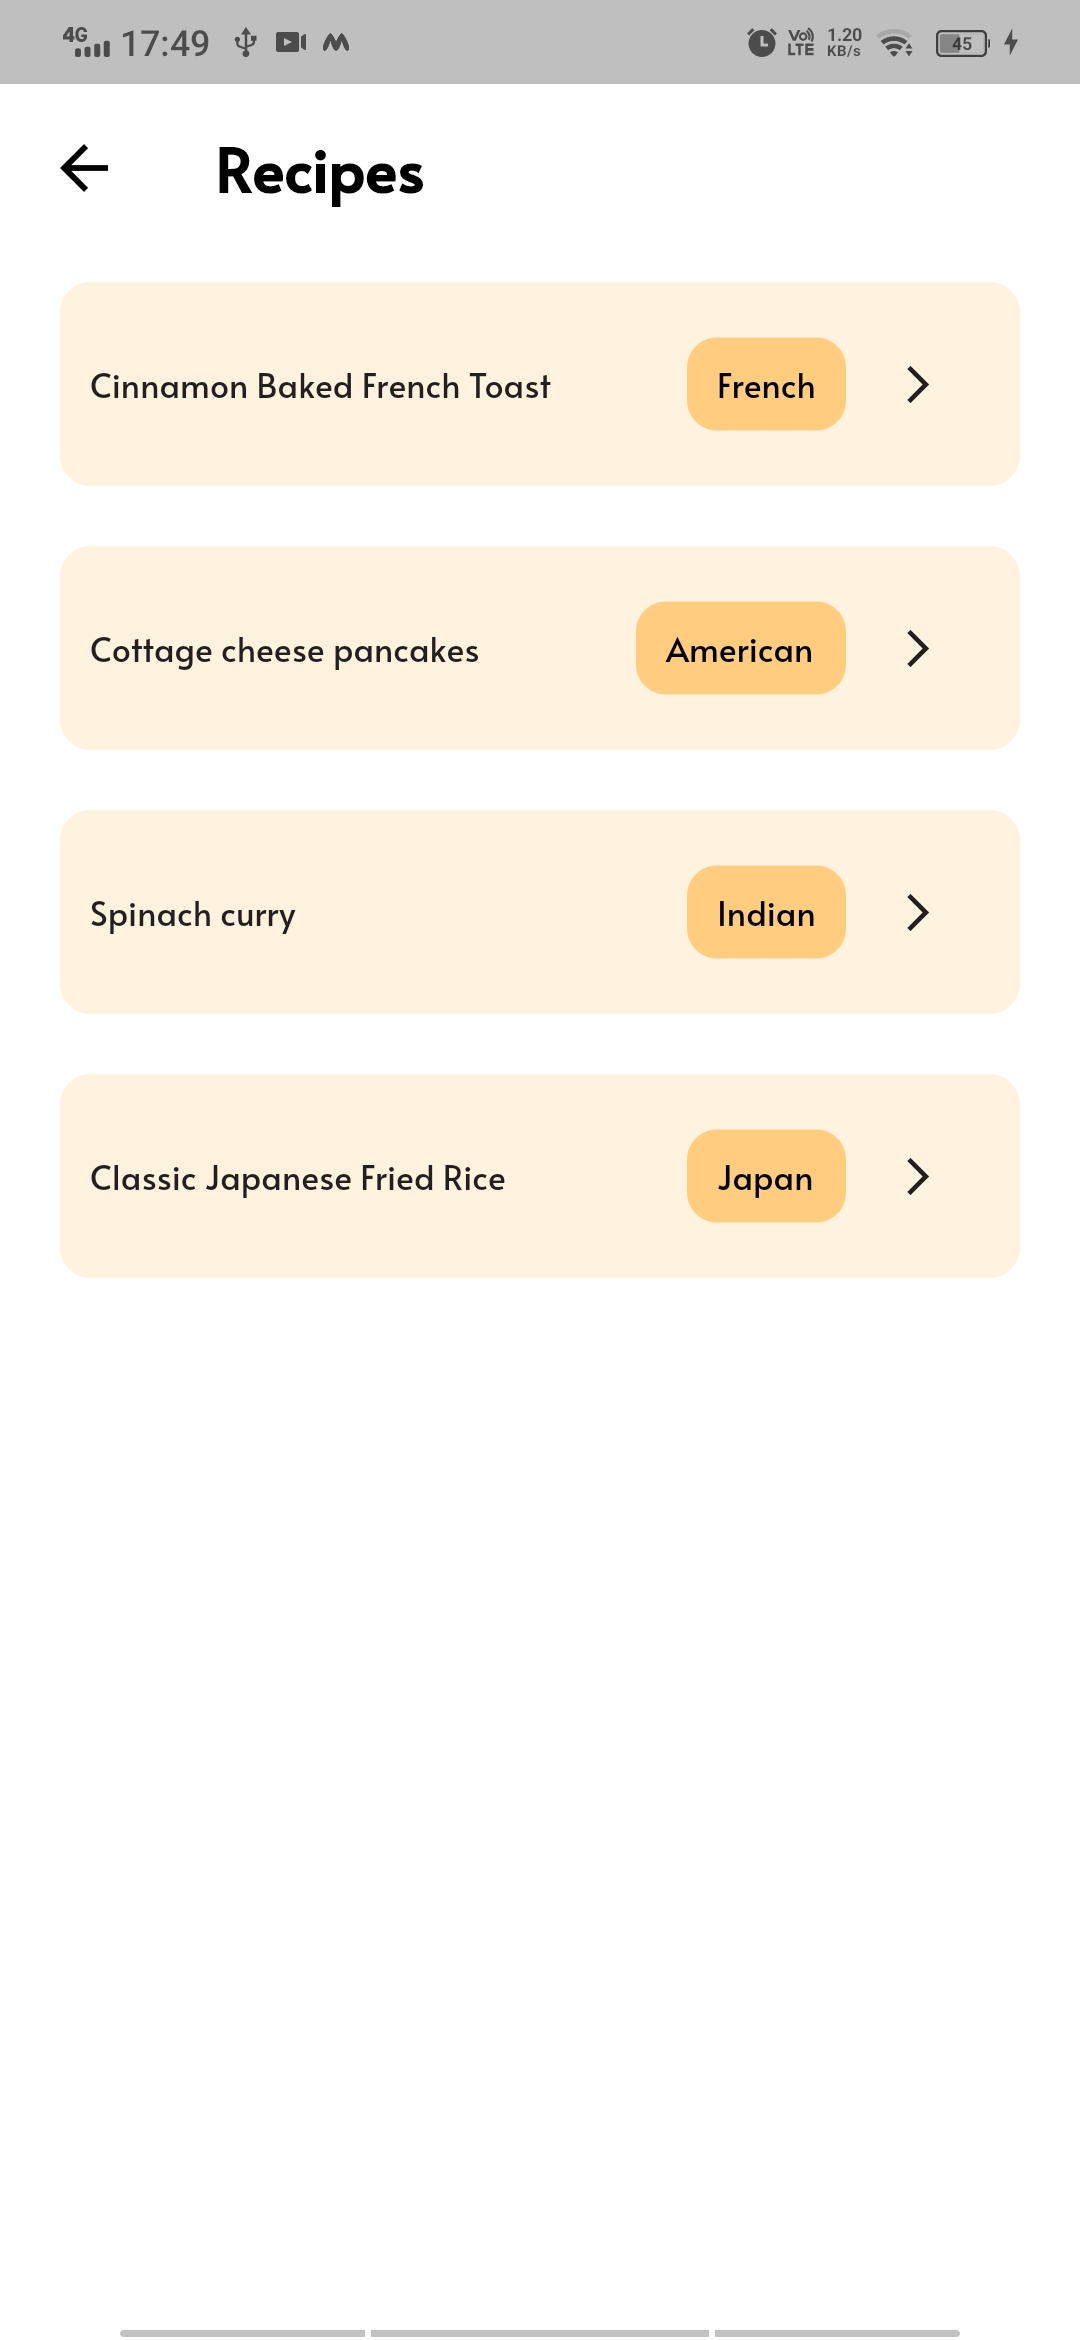 4G 17:49 Vo) LTE 1.20 KB/s 45
Recipes
Cinnamon Baked French Toast French
Cottage cheese pancakes American
Spinach curry Indian
Classic Japanese Fried Rice Japan